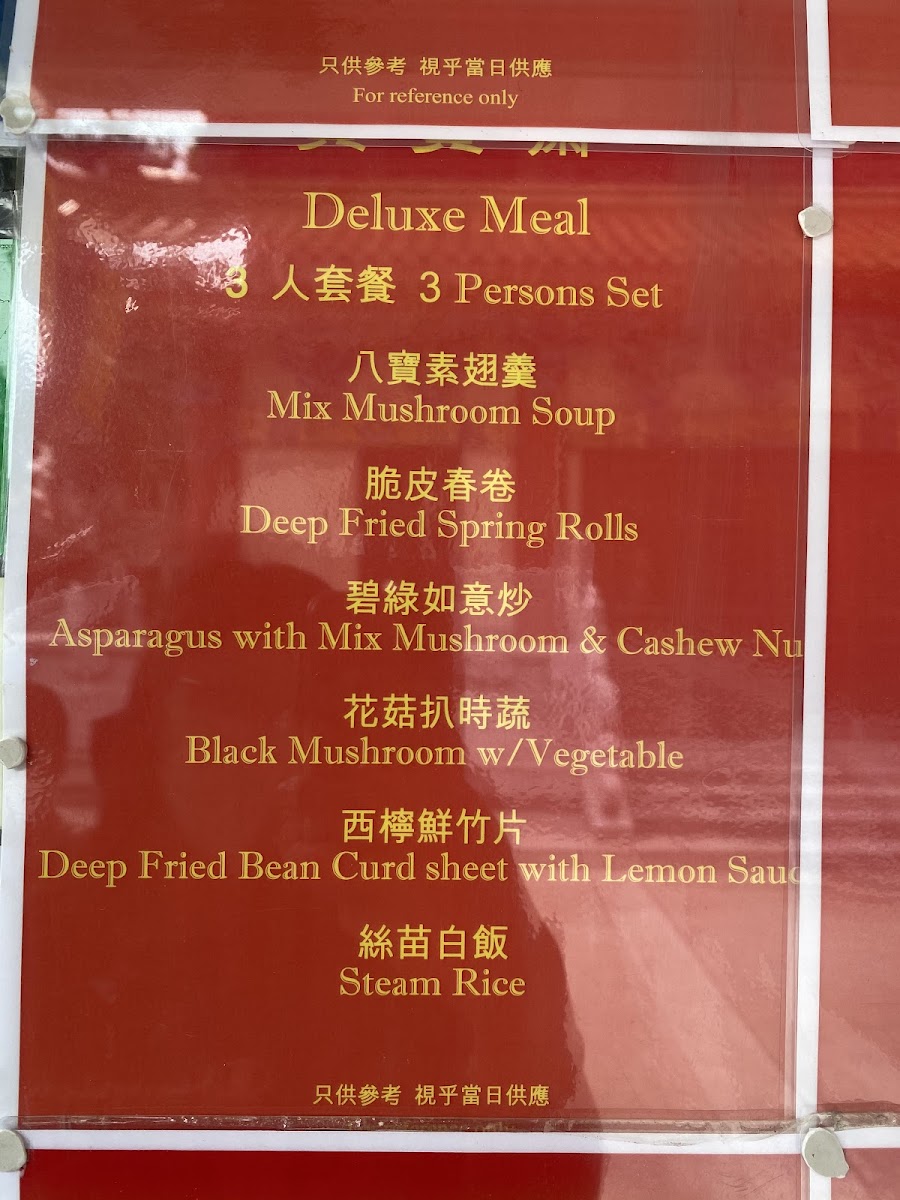 只供參考 視乎當日供應
For reference only
Deluxe Meal
3 人套餐 3 Persons Set
八寶素翅羹
Mix Mushroom Soup
脆皮春卷
Deep Fried Spring Rolls
碧綠如意炒
Asparagus with Mix Mushroom & Cashew Nu
花菇扒時蔬
Black Mushroom w/Vegetable
西檸鮮竹片
Deep Fried Bean Curd sheet with Lemon Sauc
絲苗白飯
Steam Rice
只供參考 視乎當日供應